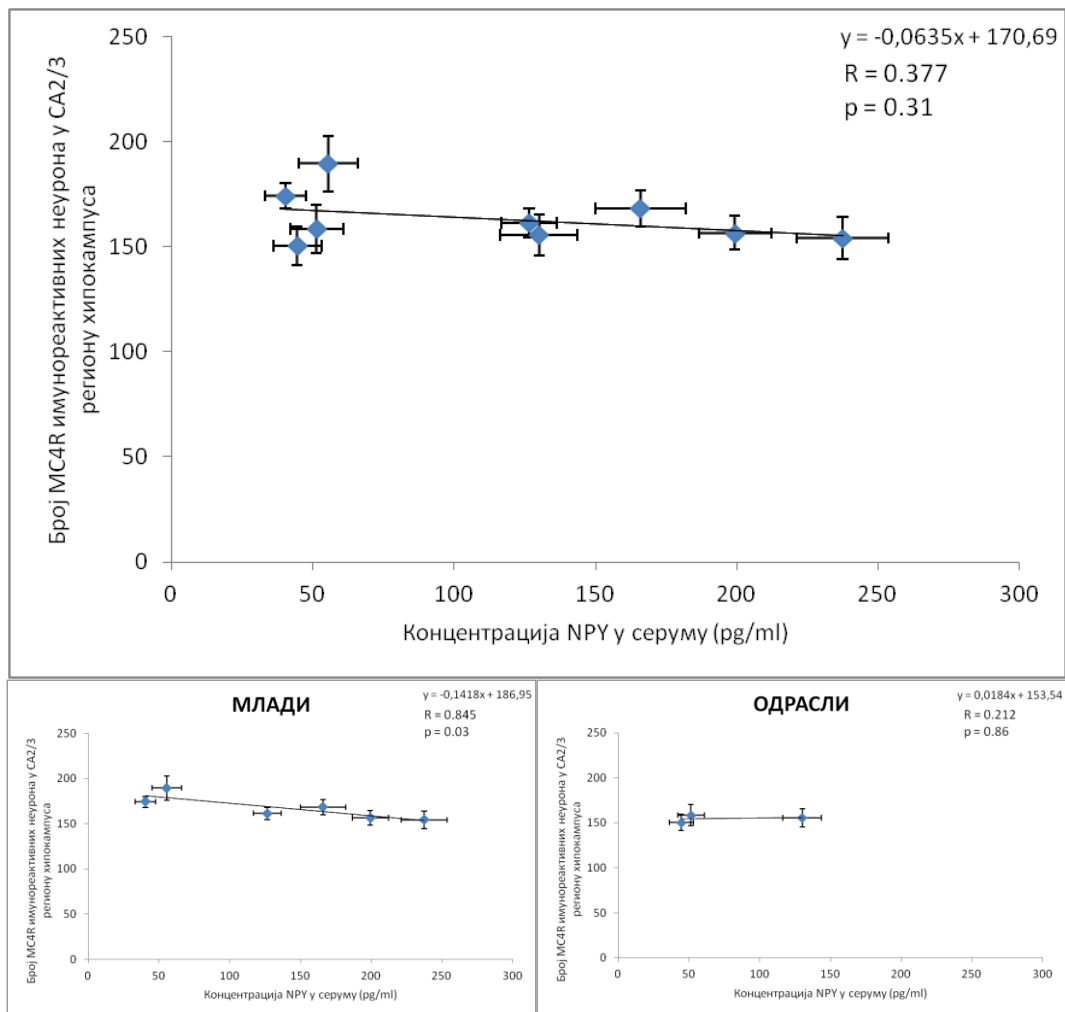 y = -0,0635x + 170,69
R = 0.377
p = 0.31
Број MC4R имунореактивних неурона у CA2/3
региону хипокампуса
250
200
150
100
50
0
0 50 100 150 200 250 300
Концентрација NPY у серуму (pg/ml)
МЛАДИ
y = -0,1418x + 186,95
R = 0.845
p = 0.03
Број MC4R имунореактивних неурона у CA2/3
региону хипокампуса
250
200
150
100
50
0
0 50 100 150 200 250 300
Концентрација NPY у серуму (pg/ml)
ОДРАСЛИ
y = 0,0184x + 153,54
R = 0.212
p = 0.86
Број MC4R имунореактивних неурона у CA2/3
региону хипокампуса
250
200
150
100
50
0
0 50 100 150 200 250 300
Концентрација NPY у серуму (pg/ml)